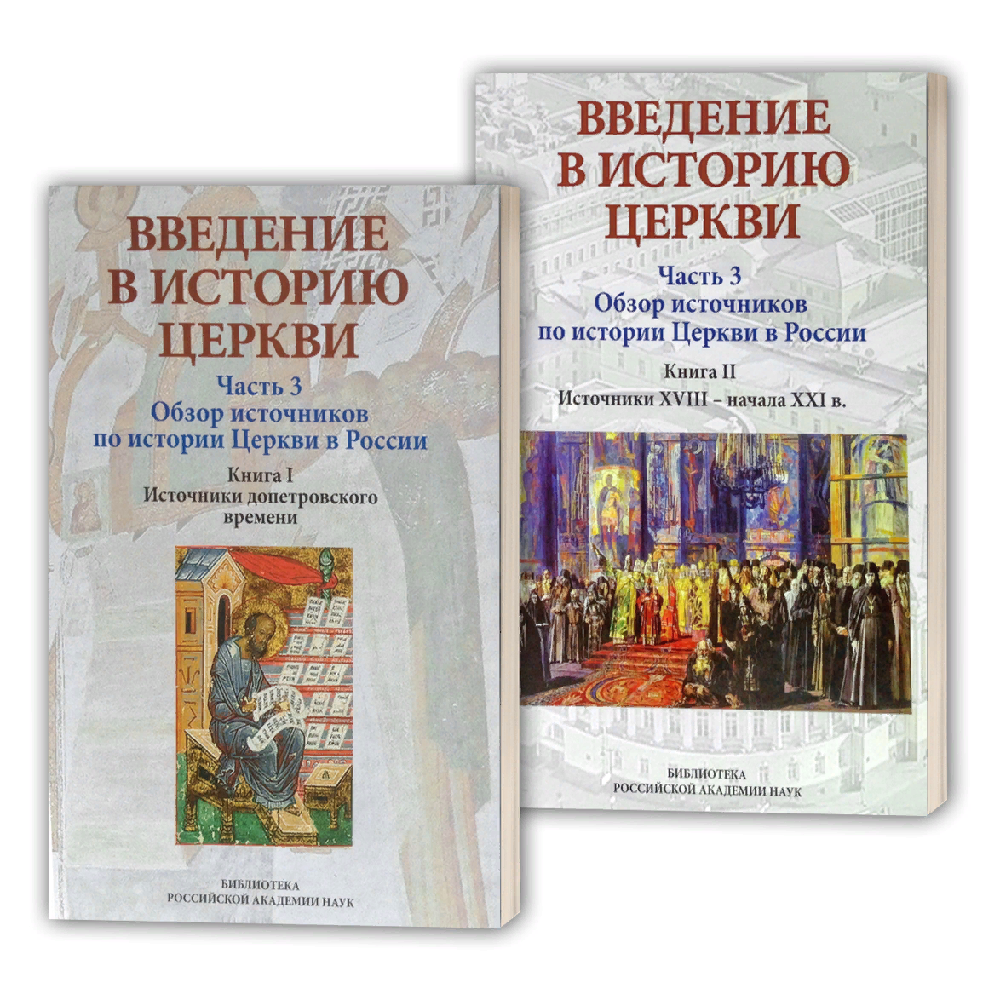 ВВЕДЕНИЕ
В ИСТОРИЮ
ЦЕРКВИ
Часть 3
Обзор источников
по истории Церкви в России
Книга I
Источники допетровского
времени
БИБЛИОТЕКА
РОССИЙСКОЙ АКАДЕМИИ НАУК
ВВЕДЕНИЕ
В ИСТОРИЮ
ЦЕРКВИ
Часть 3
Обзор источников
по истории Церкви в России
Книга II
Источники XVIII – начала XXI в.
БИБЛИОТЕКА
РОССИЙСКОЙ АКАДЕМИИ НАУК